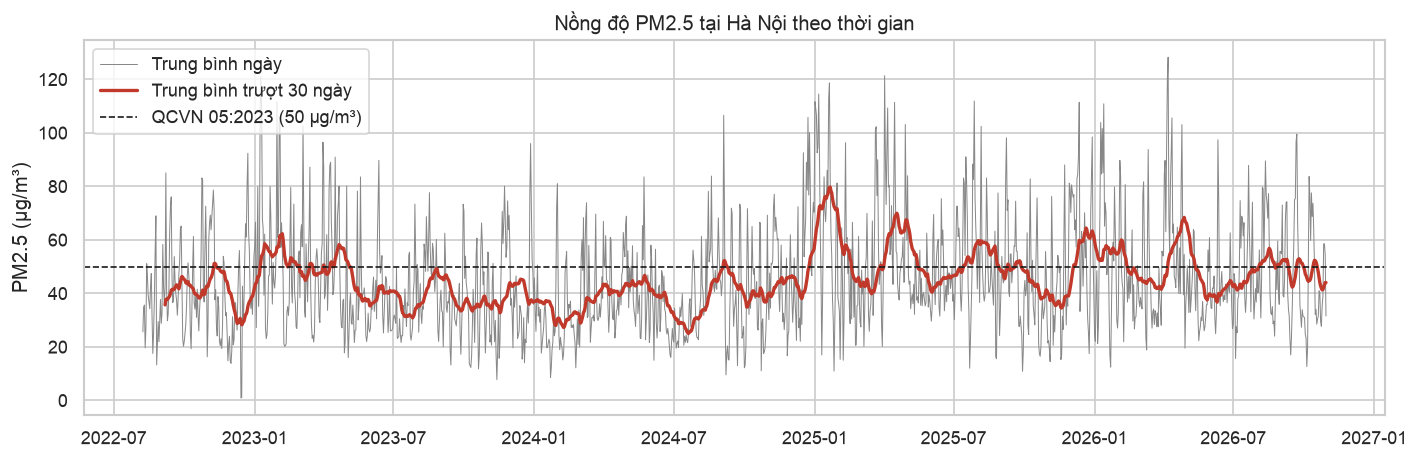 Nồng độ PM2.5 tại Hà Nội theo thời gian
Trung bình ngày
Trung bình trượt 30 ngày
QCVN 05:2023 (50 µg/m³)
PM2.5 (µg/m³)
120
100
80
60
40
20
0
2022-07 2023-01 2023-07 2024-01 2024-07 2025-01 2025-07 2026-01 2026-07 2027-01